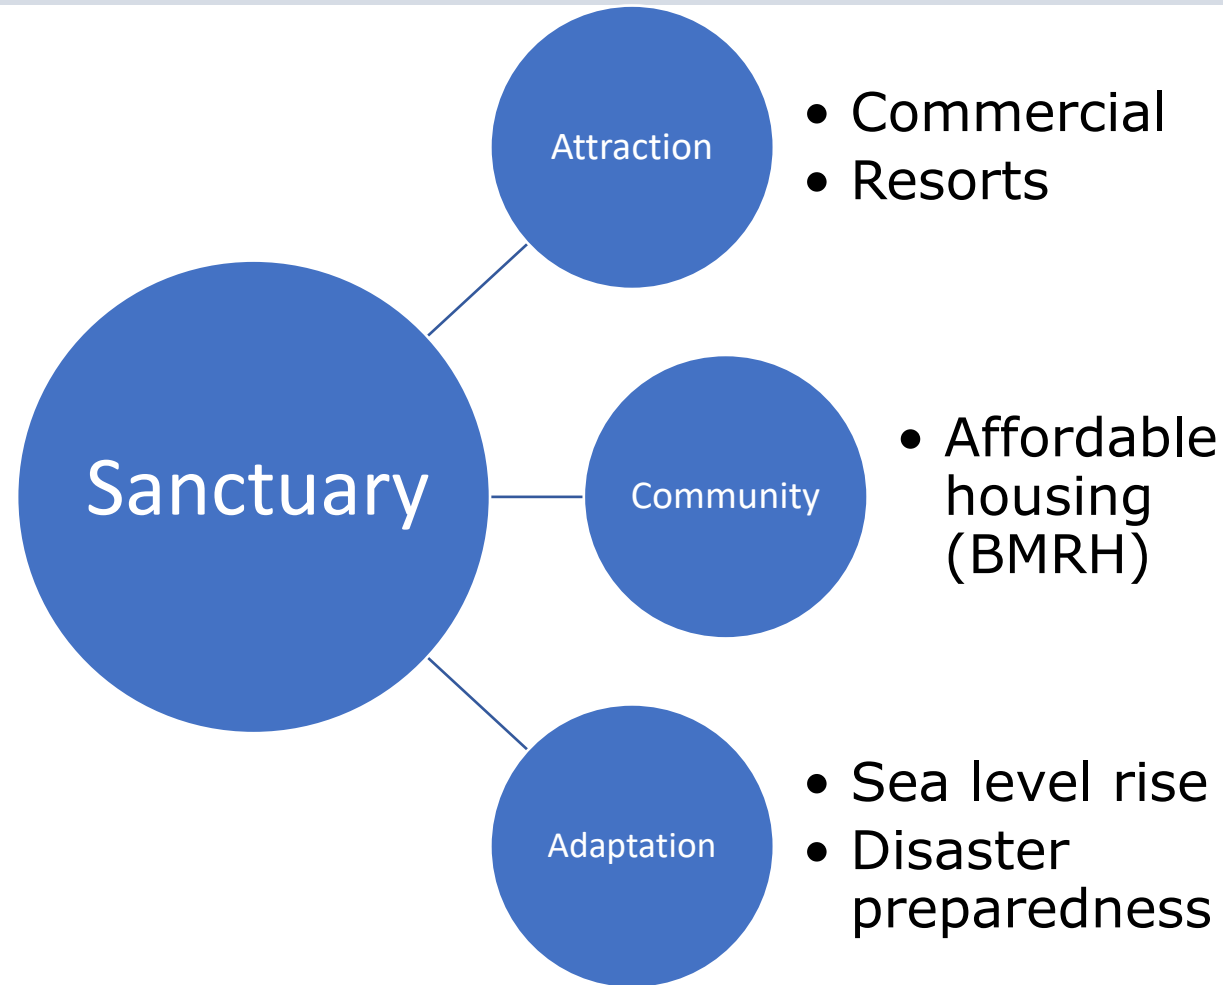 Attraction
• Commercial
• Resorts
Sanctuary
Community
• Affordable
housing
(BMRH)
Adaptation
• Sea level rise
• Disaster
preparedness